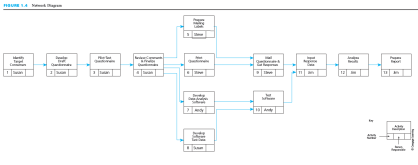 FIGURE 1.4 Network Diagram
Prepare
Mailing
Labels
5 Steve
Identify
Target
Consumers
1 Susan
Develop
Draft
Questionnaire
2 Susan
Pilot-Test
Questionnaire
3 Susan
Review Comments
& Finalize
Questionnaire
4 Susan
Print
Questionnaire
6 Steve
Mail
Questionnaire &
Get Responses
9 Steve
Input
Response
Data
11 Jim
Analyze
Results
12 Jim
Prepare
Report
13 Jim
Develop
Data Analysis
Software
7 Andy
Test
Software
10 Andy
Develop
Software
Test Data
8 Susan
Key
Activity
Description
Activity
Number
Person
Responsible